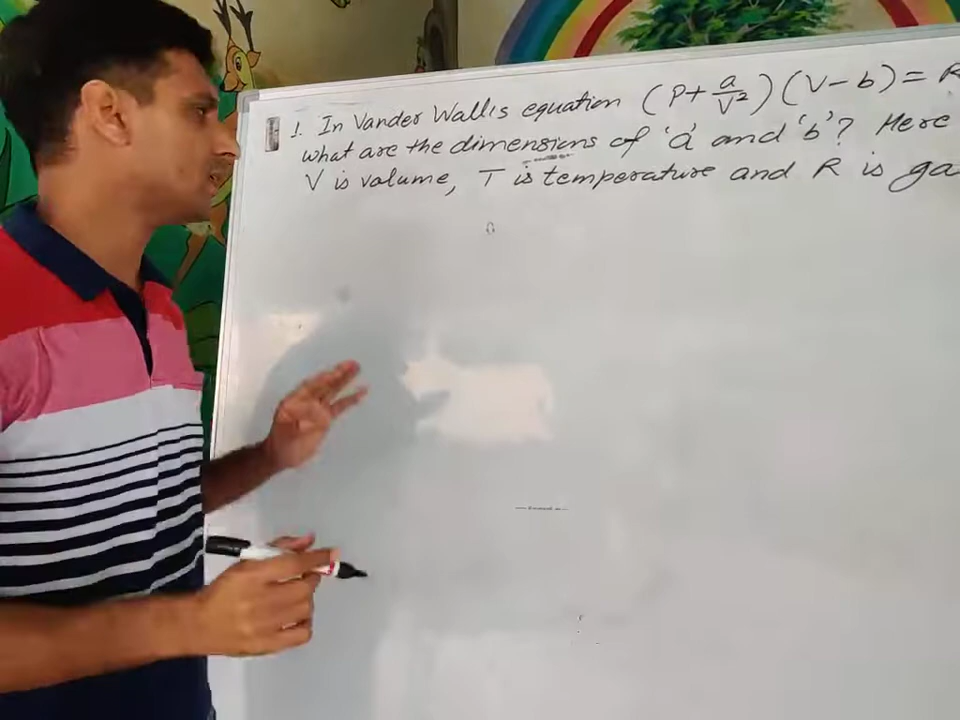 1. In Vander Wall's equation (P+ a/V²)(V-b)= R
What are the dimensins of 'a' and 'b'? Here
V is volume, T is temperature and R is ga